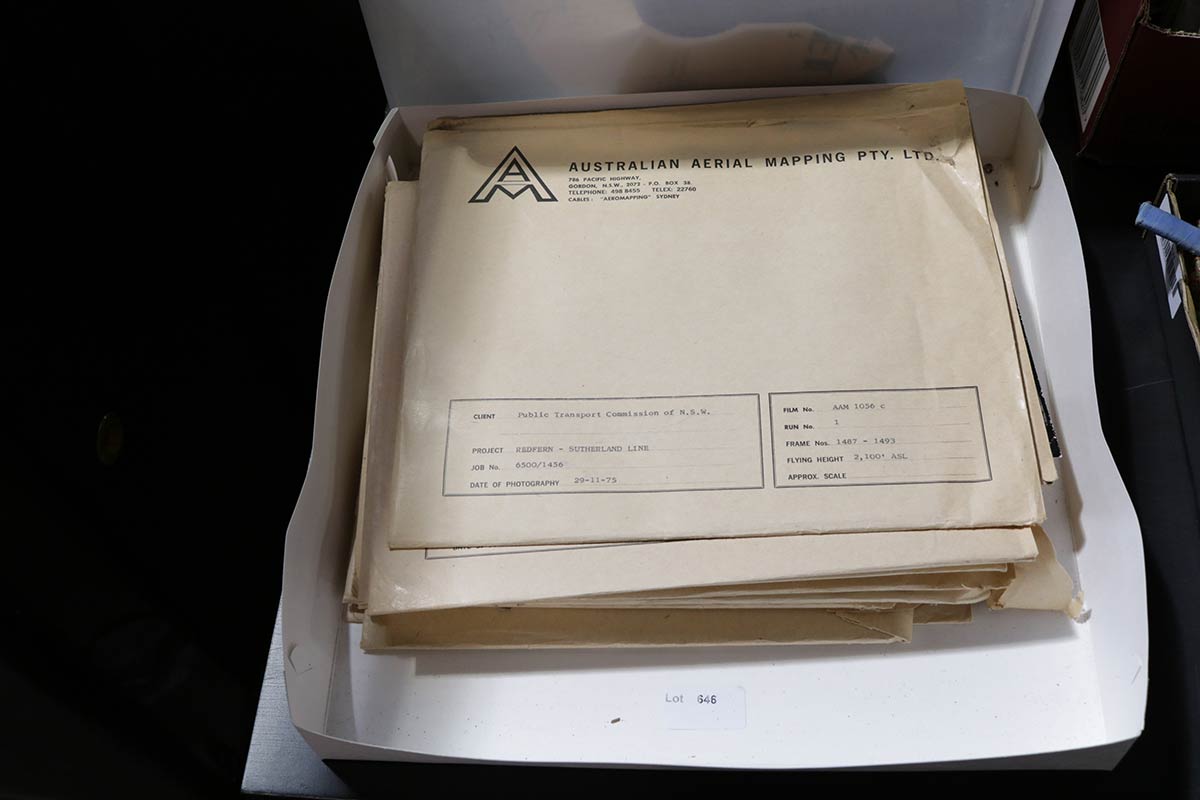 AUSTRALIAN AERIAL MAPPING PTY. LTD.
786 PACIFIC HIGHWAY,
GORDON, N.S.W., 2072 - P.O. BOX 38.
TELEPHONE: 498 8455 TELEX: 22760
CABLES: "AEROMAPPING" SYDNEY
CLIENT Public Transport Commission of N.S.W.
PROJECT REDFERN - SUTHERLAND LINE
JOB No. 6500/1456
DATE OF PHOTOGRAPHY 29-11-75
FILM No. AAM 1056 c
RUN No. 1
FRAME Nos. 1487 - 1493
FLYING HEIGHT 2,100' ASL
APPROX. SCALE
Lot 646